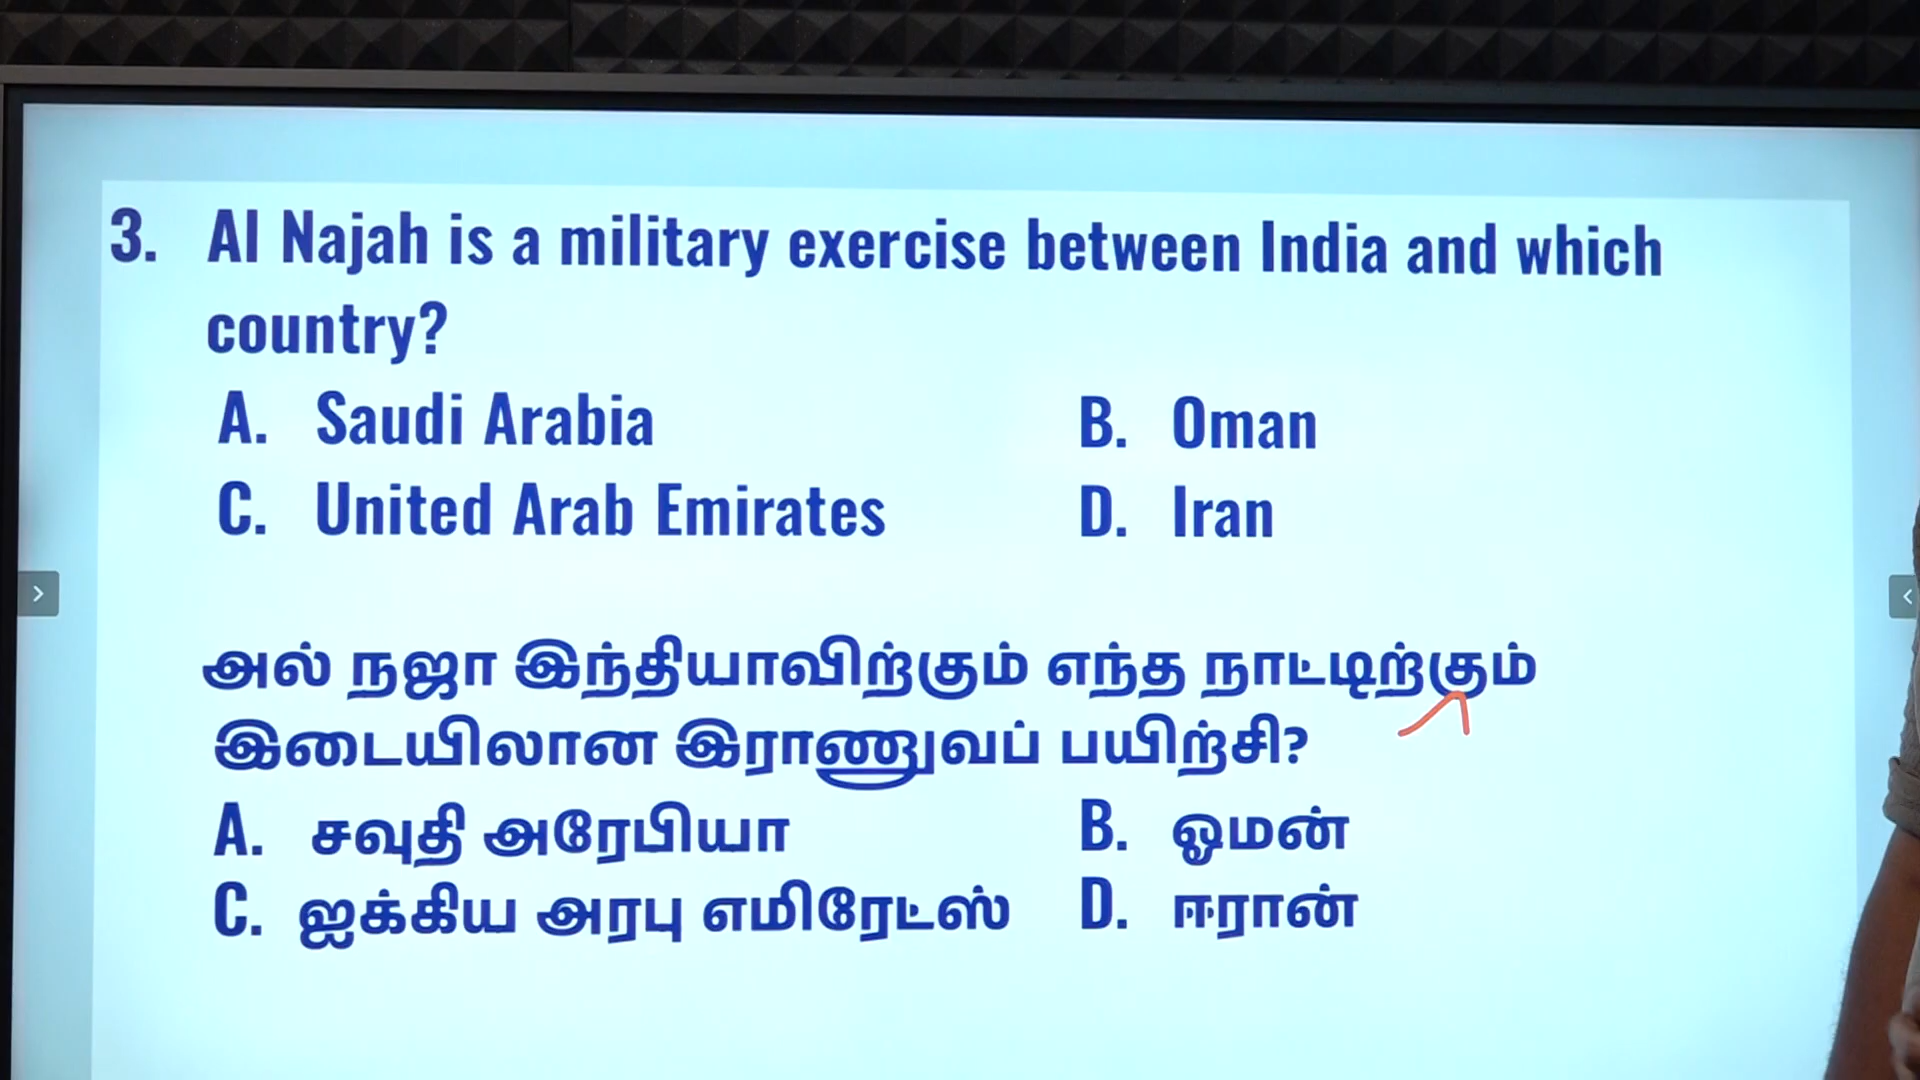 3. Al Najah is a military exercise between India and which
country?
A. Saudi Arabia B. Oman
C. United Arab Emirates D. Iran
அல் நஜா இந்தியாவிற்கும் எந்த நாட்டிற்கும்
இடையிலான இராணுவப் பயிற்சி?
A. சவுதி அரேபியா B. ஓமன்
C. ஐக்கிய அரபு எமிரேட்ஸ் D. ஈரான்